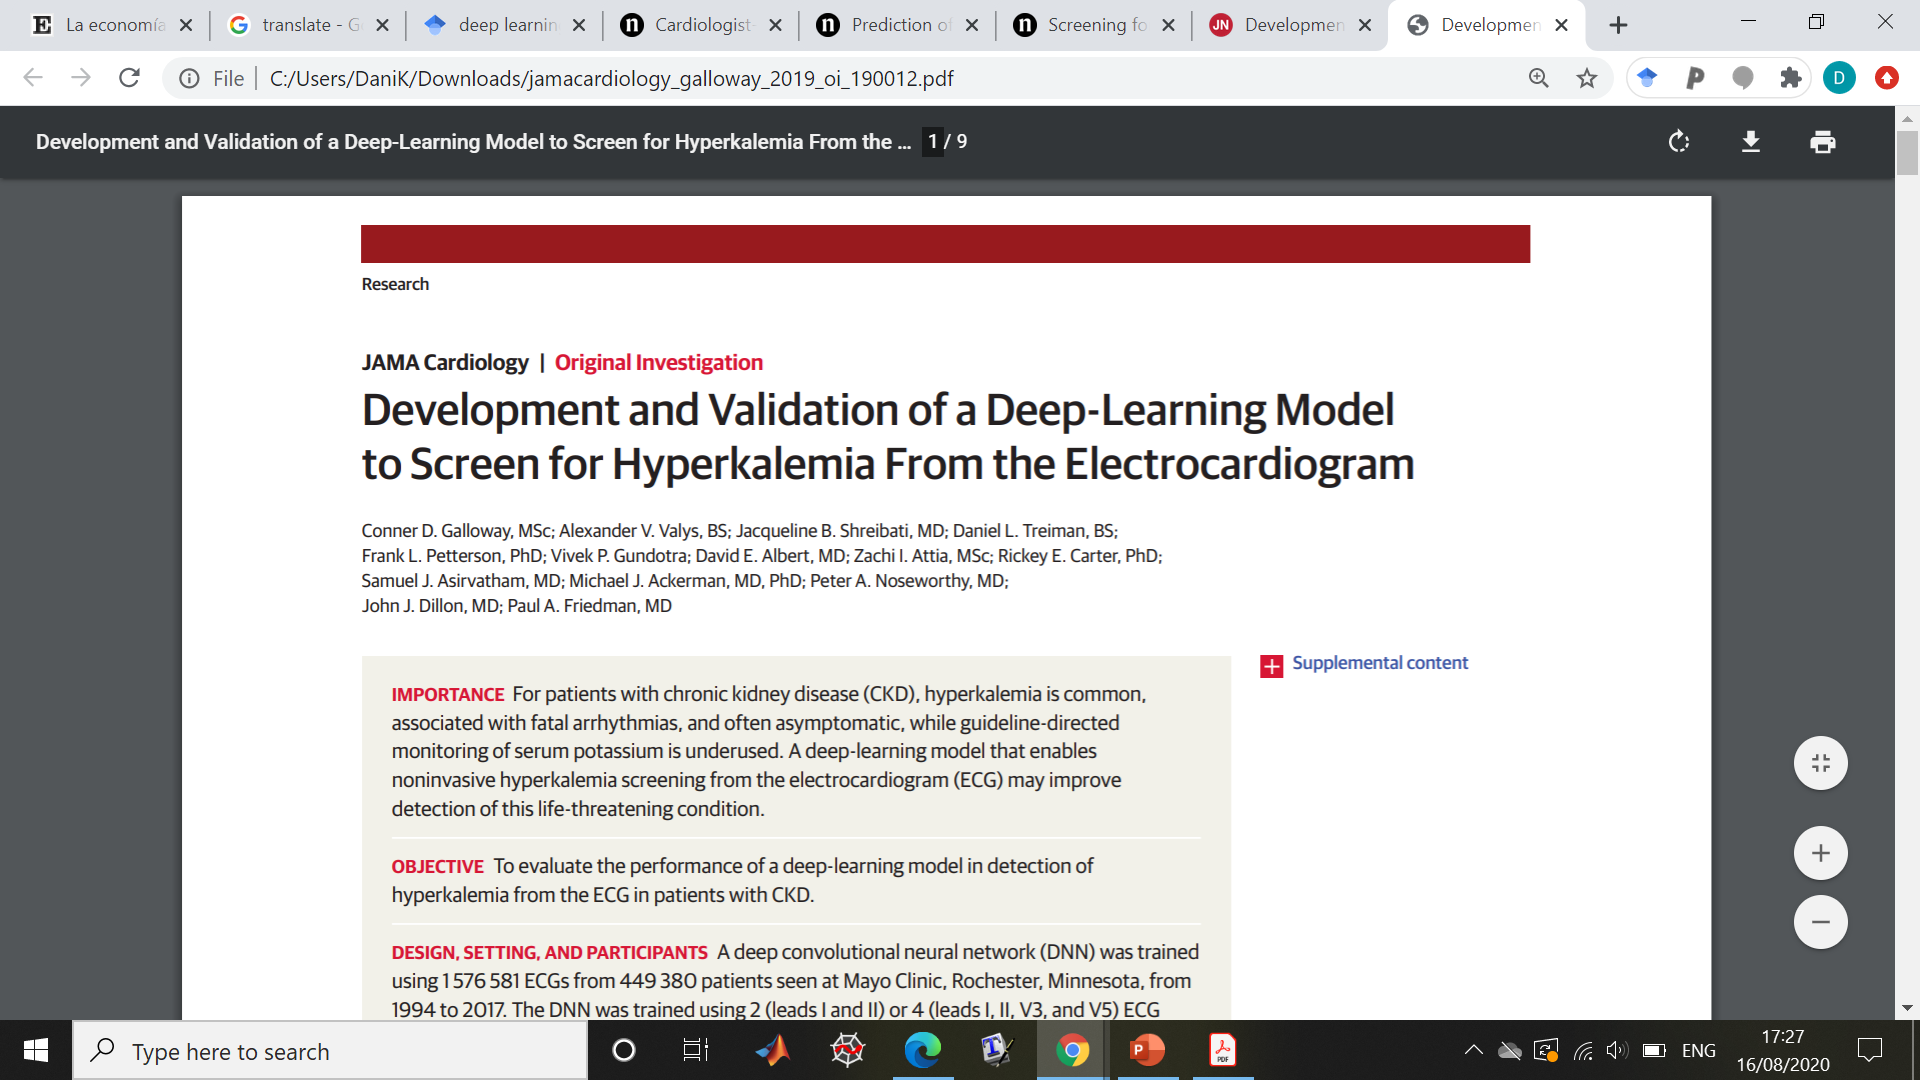 La economía
translate - G
deep learnin
Cardiologist-
Prediction of
Screening fo
JN Developmen
Developmen
File C:/Users/DaniK/Downloads/jamacardiology_galloway_2019_oi_190012.pdf
D
Development and Validation of a Deep-Learning Model to Screen for Hyperkalemia From the ... 1 / 9
Research
JAMA Cardiology | Original Investigation
Development and Validation of a Deep-Learning Model
to Screen for Hyperkalemia From the Electrocardiogram
Conner D. Galloway, MSc; Alexander V. Valys, BS; Jacqueline B. Shreibati, MD; Daniel L. Treiman, BS;
Frank L. Petterson, PhD; Vivek P. Gundotra; David E. Albert, MD; Zachi I. Attia, MSc; Rickey E. Carter, PhD;
Samuel J. Asirvatham, MD; Michael J. Ackerman, MD, PhD; Peter A. Noseworthy, MD;
John J. Dillon, MD; Paul A. Friedman, MD
Supplemental content
IMPORTANCE For patients with chronic kidney disease (CKD), hyperkalemia is common,
associated with fatal arrhythmias, and often asymptomatic, while guideline-directed
monitoring of serum potassium is underused. A deep-learning model that enables
noninvasive hyperkalemia screening from the electrocardiogram (ECG) may improve
detection of this life-threatening condition.
OBJECTIVE To evaluate the performance of a deep-learning model in detection of
hyperkalemia from the ECG in patients with CKD.
DESIGN, SETTING, AND PARTICIPANTS A deep convolutional neural network (DNN) was trained
using 1 576 581 ECGs from 449 380 patients seen at Mayo Clinic, Rochester, Minnesota, from
1994 to 2017. The DNN was trained using 2 (leads I and II) or 4 (leads I, II, V3, and V5) ECG
Type here to search
ENG
17:27
16/08/2020